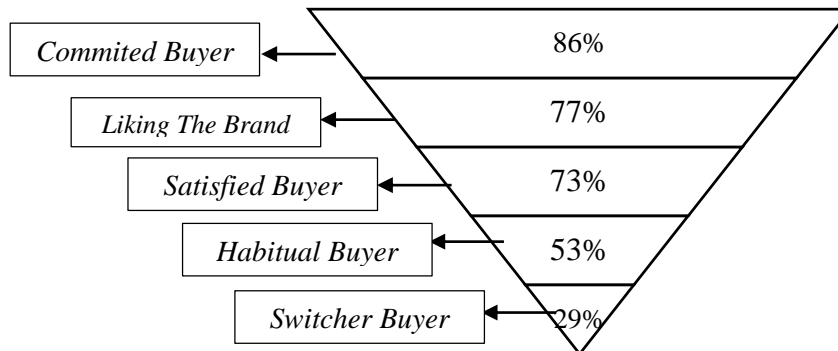 Commited Buyer
86%
Liking The Brand
77%
Satisfied Buyer
73%
Habitual Buyer
53%
Switcher Buyer
29%